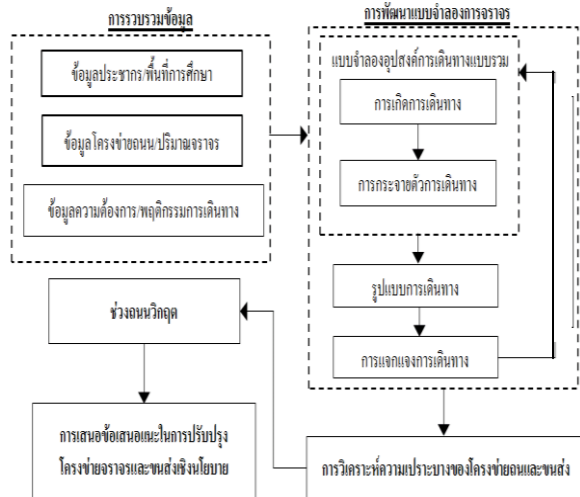 การรวบรวมข้อมูล
ข้อมูลประชากร/พื้นที่การศึกษา
ข้อมูลโครงข่ายถนน/ปริมาณจราจร
ข้อมูลความต้องการ/พฤติกรรมการเดินทาง
การพัฒนาแบบจำลองการจราจร
แบบจำลองอุปสงค์การเดินทางแบบรวม
การเกิดการเดินทาง
การกระจายตัวการเดินทาง
รูปแบบการเดินทาง
การแจกแจงการเดินทาง
การวิเคราะห์ความเปราะบางของโครงข่ายถนและขนส่ง
ช่วงถนนวิกฤต
การเสนอข้อเสนอแนะในการปรับปรุง
โครงข่ายจราจรและขนส่งเชิงนโยบาย